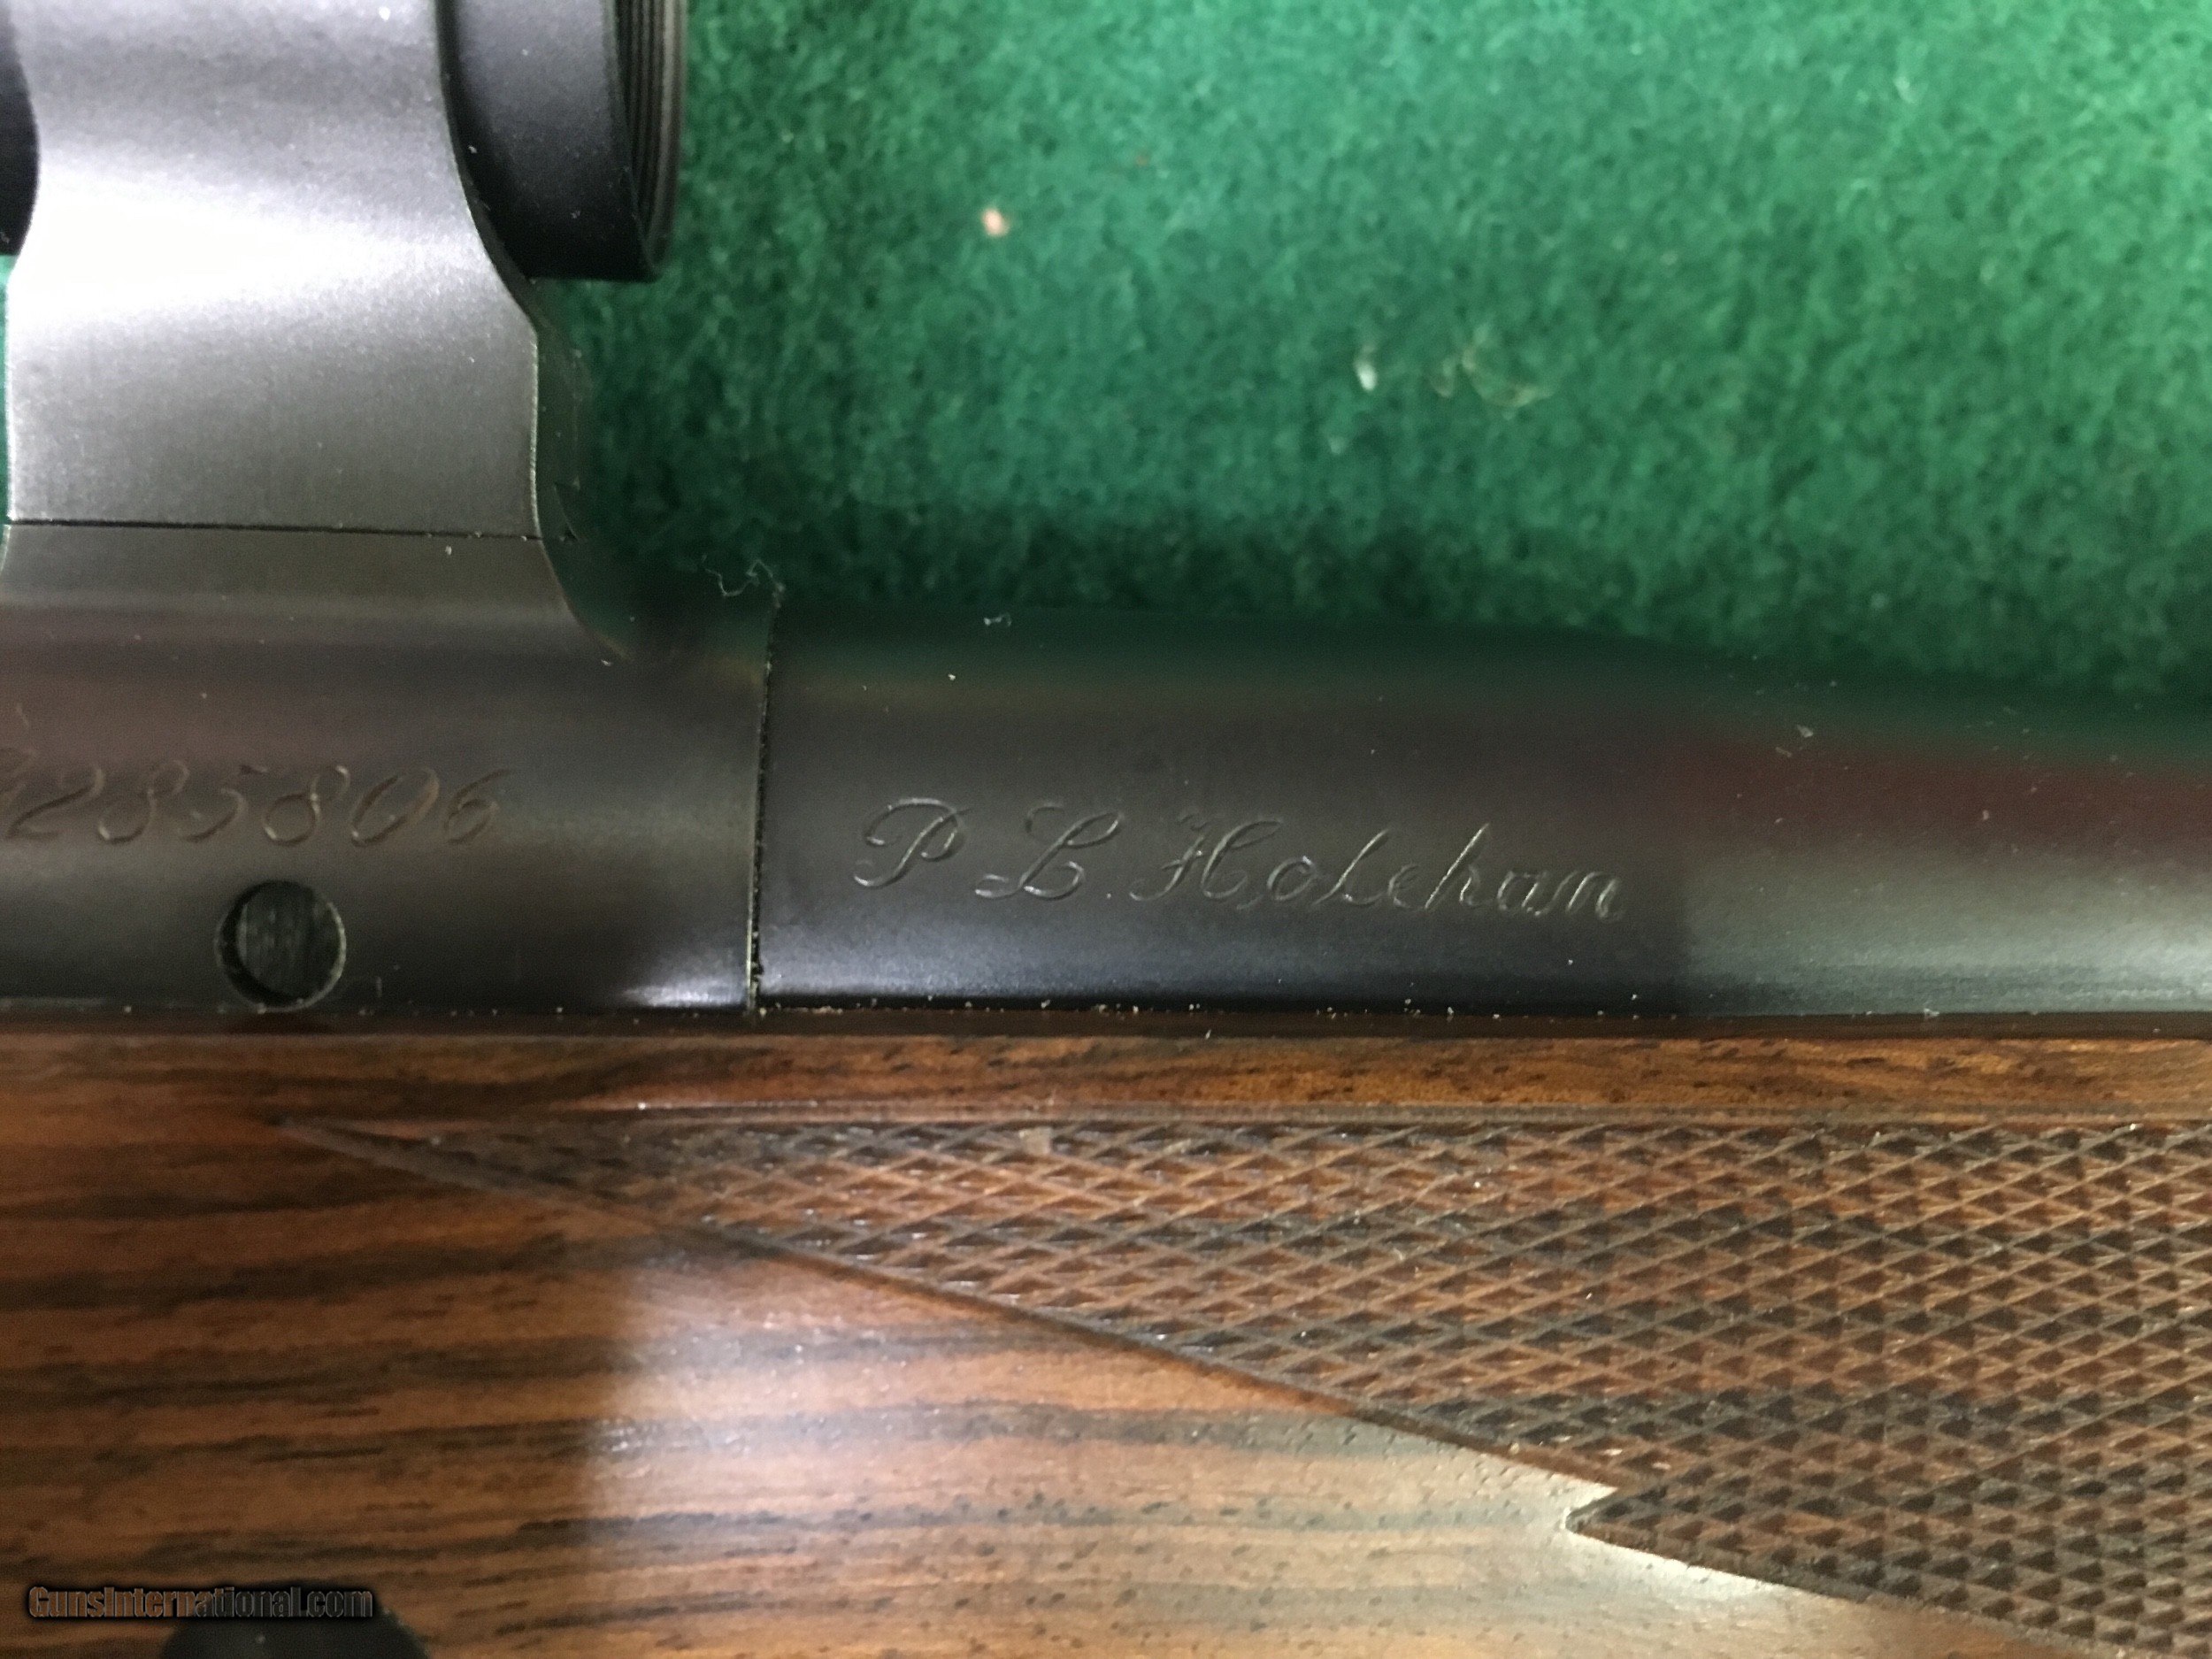 285806
P L. Holehan
GunsInternational.com